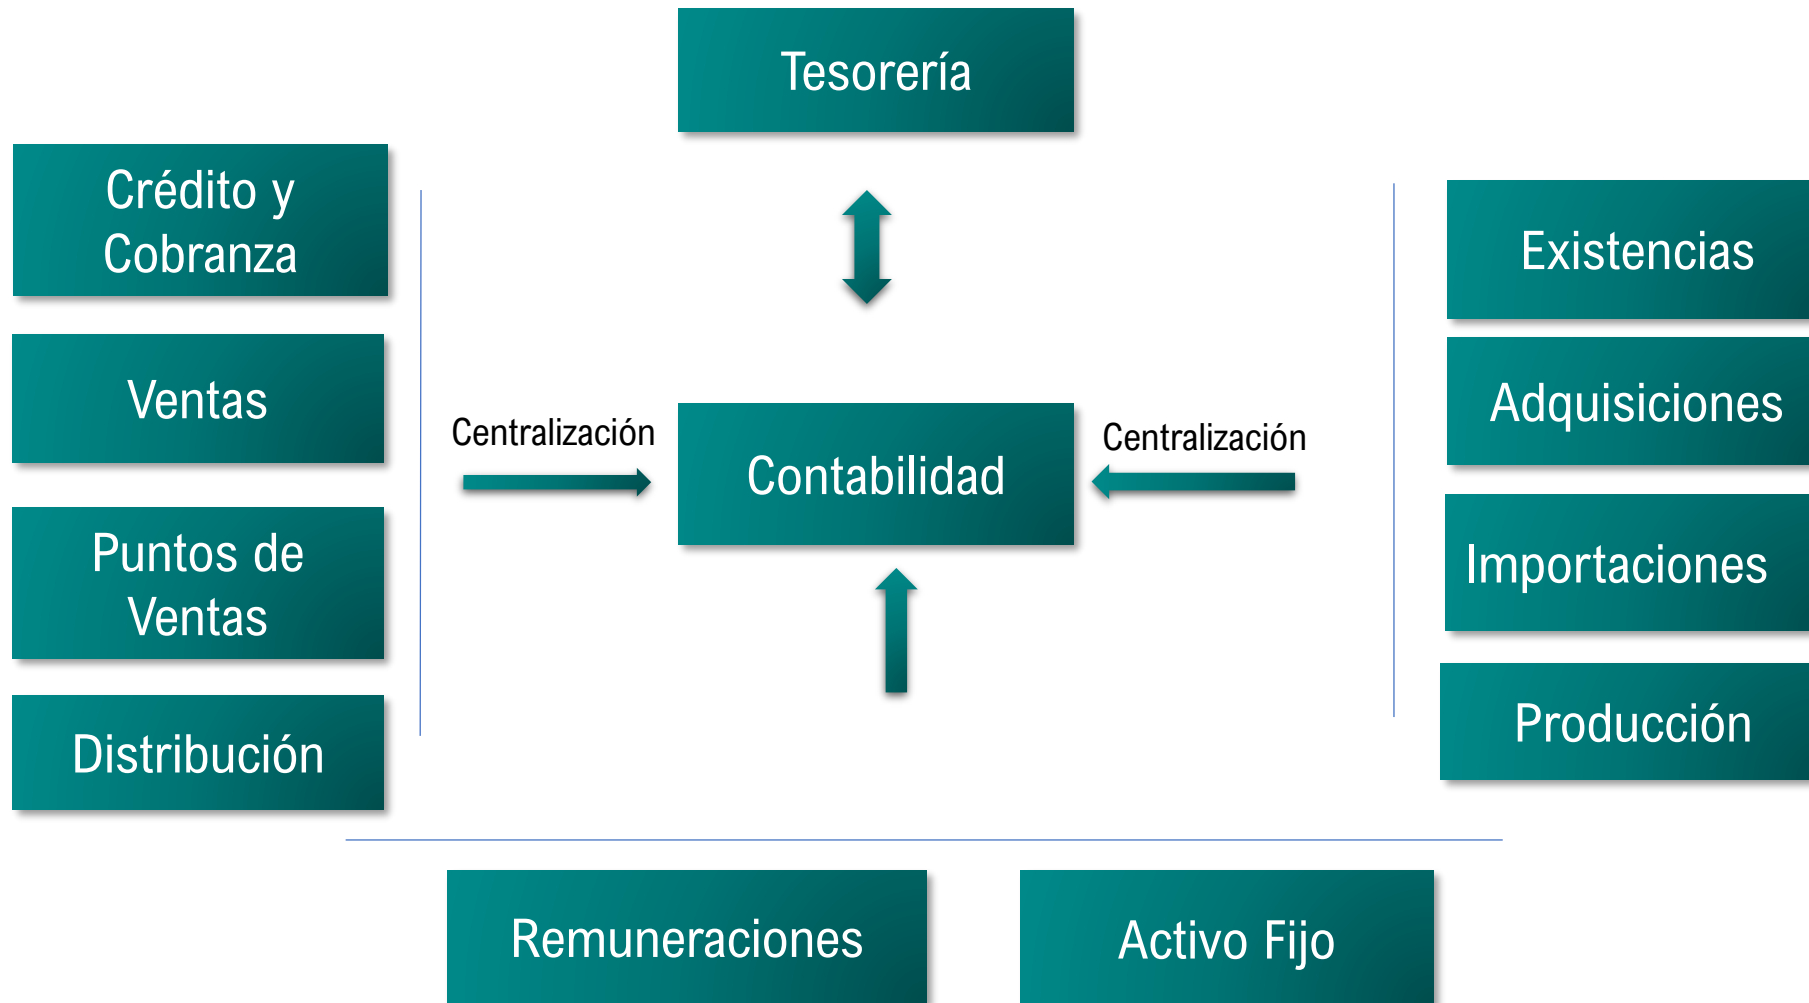 Tesorería
Crédito y
Cobranza
Existencias
Ventas
Adquisiciones
Centralización
Centralización
Contabilidad
Puntos de
Ventas
Importaciones
Distribución
Producción
Remuneraciones
Activo Fijo